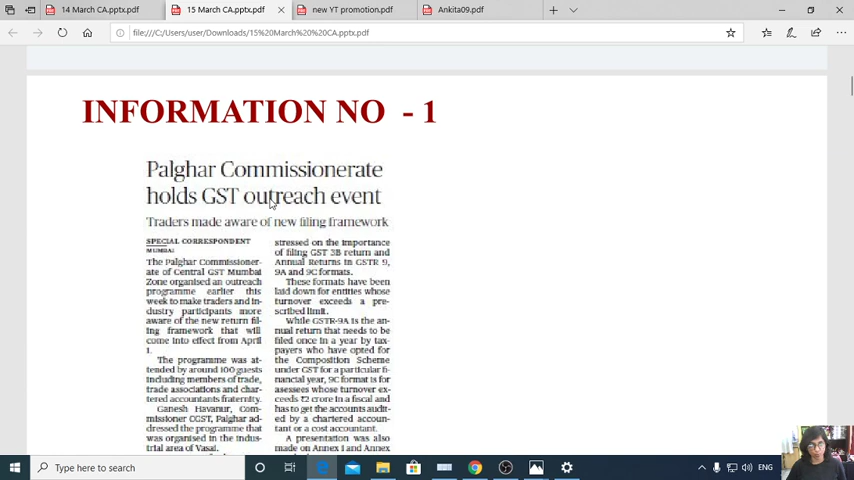 14 March CA.pptx.pdf
15 March CA.pptx.pdf
new YT promotion.pdf
Ankita09.pdf
file:///C:/Users/user/Downloads/15%20March%20%20CA.pptx.pdf
INFORMATION NO - 1
Palghar Commissionerate
holds GST outreach event
Traders made aware of new filing framework
SPECIAL CORRESPONDENT
MUMBAI
The Palghar Commissioner-
ate of Central GST Mumbai
Zone organised an outreach
programme earlier this
week to make traders and in-
dustry participants more
aware of the new return fil-
ing framework that will
come into effect from April
1.
The programme was at-
tended by around 100 guests
including members of trade,
trade associations and char-
tered accountants fraternity.
Ganesh Havanur, Com-
missioner CGST, Palghar ad-
dressed the programme that
was organised in the indus-
trial area of Vasai.
stressed on the importance
of filing GST 3B return and
Annual Returns in GSTR 9,
9A and 9C formats.
These formats have been
laid down for entities whose
turnover exceeds a pre-
scribed limit.
While GSTR-9A is the an-
nual return that needs to be
filed once in a year by tax-
payers who have opted for
the Composition Scheme
under GST for a particular fi-
nancial year, 9C format is for
asessees whose turnover ex-
ceeds ₹2 crore in a fiscal and
has to get the accounts audit-
ed by a chartered accoun-
tant or a cost accountant.
A presentation was also
made on Annex I and Annex
Type here to search
ENG